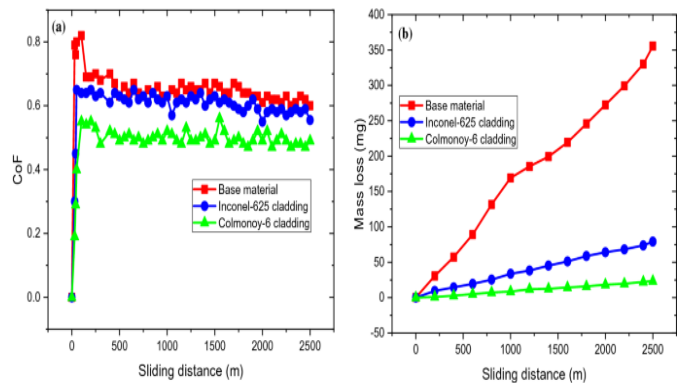 (a)
0.8
0.6
0.4
0.2
0.0
CoF
Base material
Inconel-625 cladding
Colmonoy-6 cladding
0
500
1000
1500
2000
2500
Sliding distance (m)
(b)
400
350
300
250
200
150
100
50
0
50
Mass loss (mg)
Base material
Inconel-625 cladding
Colmonoy-6 cladding
0
500
1000
1500
2000
2500
Sliding distance (m)